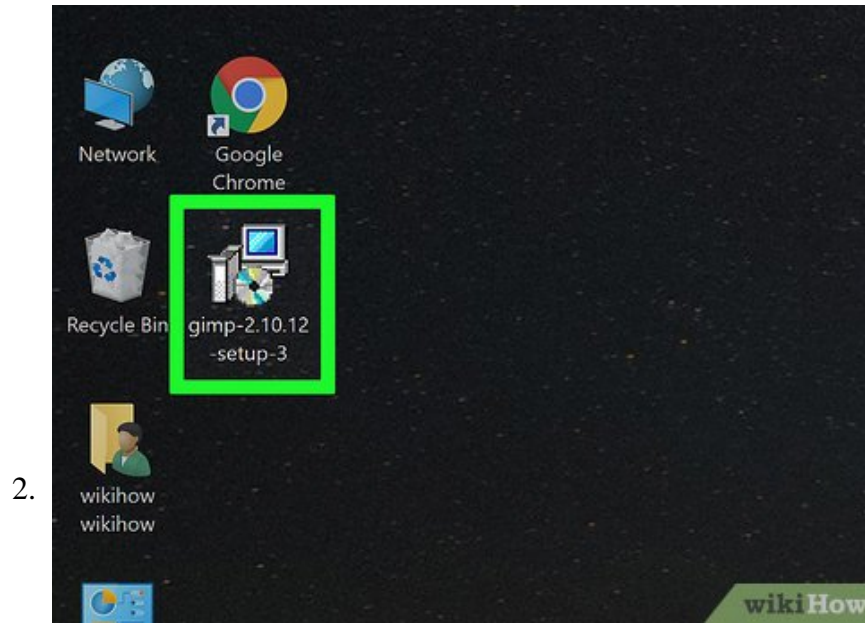 Network
Google
Chrome
Recycle Bin
gimp-2.10.12
-setup-3
2.
wikihow
wikihow
wikiHow